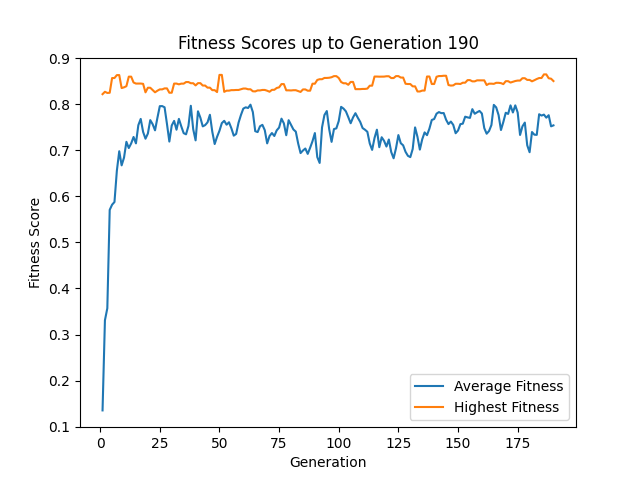 Fitness Scores up to Generation 190
0.9
0.8
0.7
0.6
0.5
0.4
0.3
0.2
0.1
Fitness Score
Average Fitness
Highest Fitness
0 25 50 75 100 125 150 175
Generation